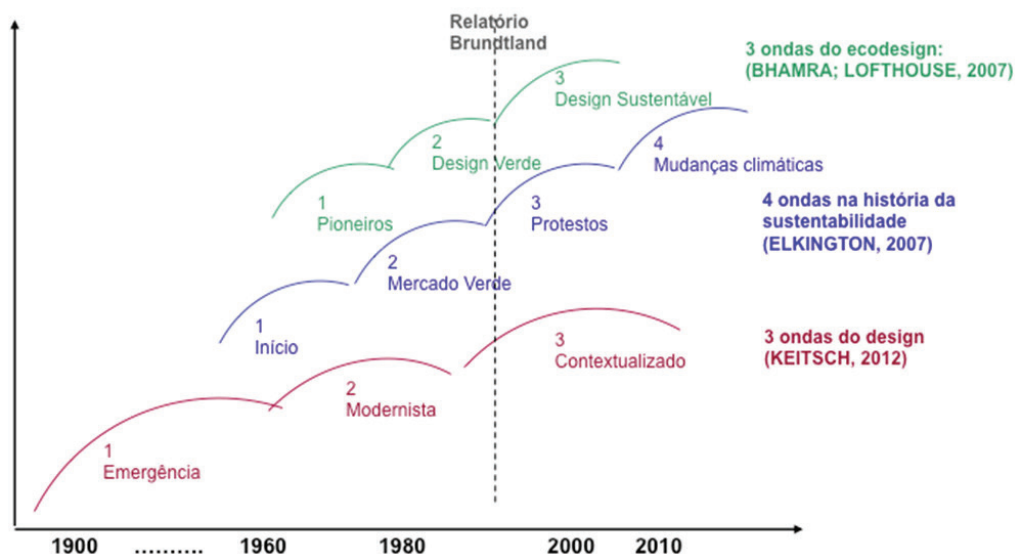 Relatório
Brundtland
3 ondas do ecodesign:
(BHAMRA; LOFTHOUSE, 2007)
3
Design Sustentável
2
Design Verde
4
Mudanças climáticas
1
Pioneiros
3
Protestos
4 ondas na história da
sustentabilidade
(ELKINGTON, 2007)
2
Mercado Verde
1
Início
3
Contextualizado
3 ondas do design
(KEITSCH, 2012)
2
Modernista
1
Emergência
1900 .......... 1960 1980 2000 2010